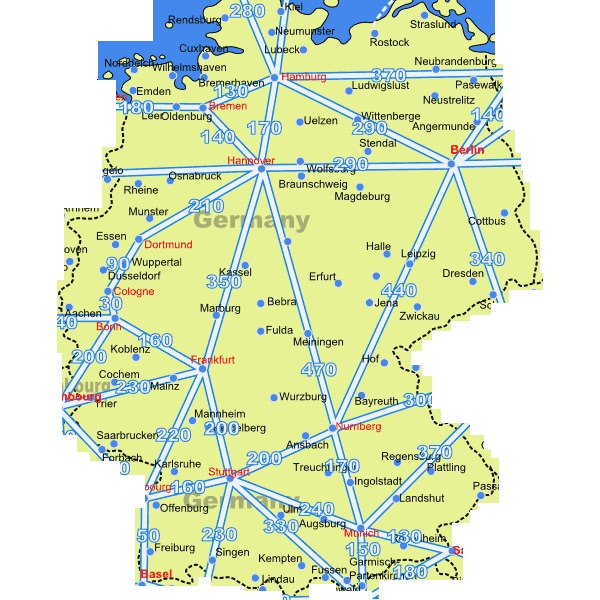 280
Kiel
Rendsburg
Straslund
Neumunster
Rostock
Lubeck
Cuxhaven
Wilhelmshaven
Neubrandenburg
Hamburg
370
Bremerhaven
Emden
130
Ludwigslust
Pasewalk
Neustrelitz
180
Bremen
Leer
Oldenburg
Uelzen
Wittenberge
140
Angermunde
170
290
140
Stendal
Berlin
Hannover
Wolfsburg
290
Osnabruck
Rheine
Braunschweig
Magdeburg
210
Munster
Germany
Cottbus
Essen
Dortmund
Halle
Leipzig
340
Wuppertal
90
Dusseldorf
Kassel
Erfurt
Dresden
350
Cologne
440
30
Bebra
Jena
Aachen
Marburg
Zwickau
40
Bonn
Fulda
160
Meiningen
Koblenz
200
Frankfurt
Hof
Cochem
470
230
Mainz
Wurzburg
Bayreuth
300
Trier
Mannheim
200
Nurnberg
220
Saarbrucken
Ansbach
Forbach
Karlsruhe
200
Regensburg
370
Stuttgart
170
Plattling
160
Ingolstadt
Germany
Landshut
Offenburg
240
Ulm
Augsburg
330
50
230
Munich
130
Freiburg
150
Singen
Kempten
Garmisch-
Basel
Lindau
Fussen
Partenkirchen
180